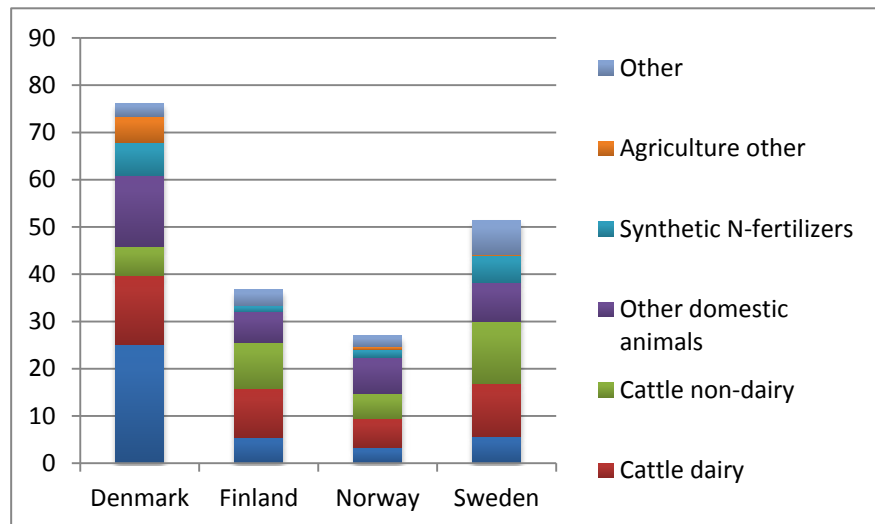 90
80
70
60
50
40
30
20
10
0
Denmark Finland Norway Sweden
Other
Agriculture other
Synthetic N-fertilizers
Other domestic
animals
Cattle non-dairy
Cattle dairy